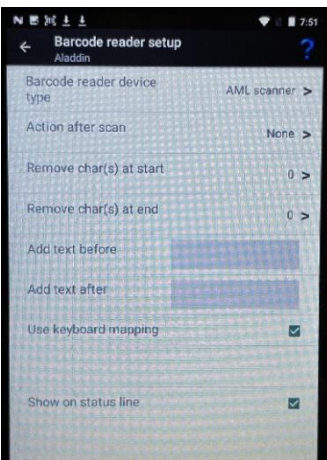 7:51
Barcode reader setup
?
Aladdin
Barcode reader device
type
AML scanner >
Action after scan
None >
Remove char(s) at start
0 >
Remove char(s) at end
0 >
Add text before
Add text after
Use keyboard mapping
Show on status line